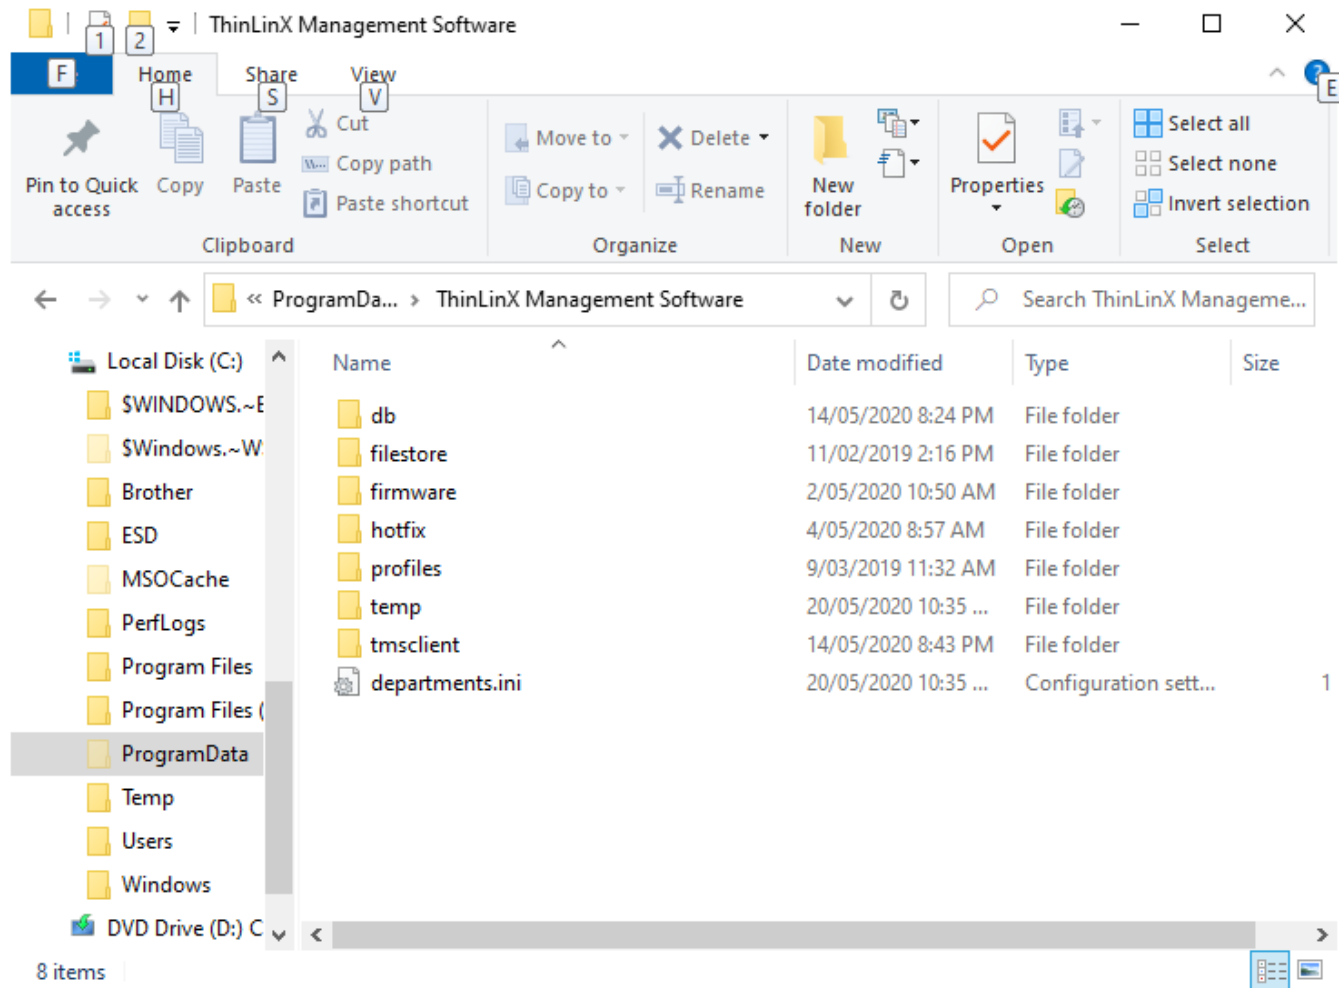 1 2 ThinLinX Management Software
F Home Share View
H S V E
Pin to Quick access
Copy
Paste
Cut
Copy path
Paste shortcut
Clipboard
Move to
Copy to
Delete
Rename
Organize
New folder
New
Properties
Open
Select all
Select none
Invert selection
Select
« ProgramDa... > ThinLinX Management Software
Search ThinLinX Manageme...
Local Disk (C:)
$WINDOWS.~E
$Windows.~W
Brother
ESD
MSOCache
PerfLogs
Program Files
Program Files (
ProgramData
Temp
Users
Windows
DVD Drive (D:) C
Name Date modified Type Size
db 14/05/2020 8:24 PM File folder
filestore 11/02/2019 2:16 PM File folder
firmware 2/05/2020 10:50 AM File folder
hotfix 4/05/2020 8:57 AM File folder
profiles 9/03/2019 11:32 AM File folder
temp 20/05/2020 10:35 ... File folder
tmsclient 14/05/2020 8:43 PM File folder
departments.ini 20/05/2020 10:35 ... Configuration sett... 1
8 items